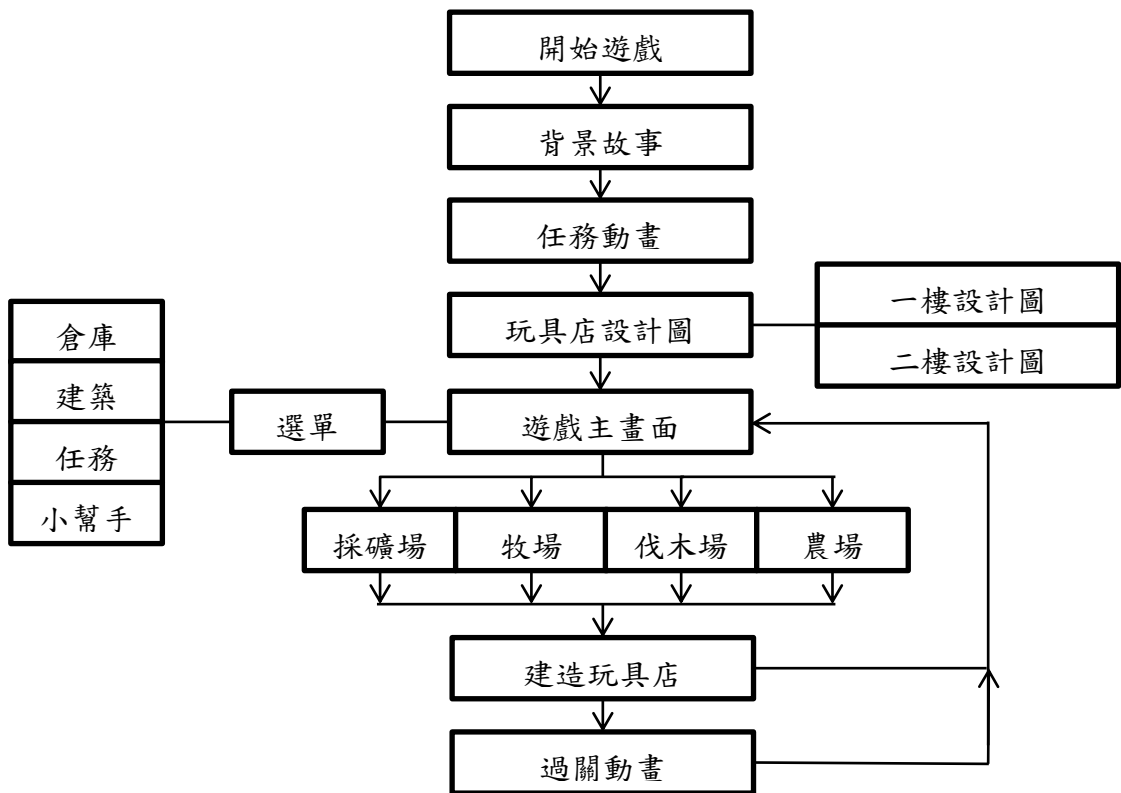 開始遊戲
背景故事
任務動畫
玩具店設計圖
一樓設計圖
二樓設計圖
倉庫
建築
任務
小幫手
選單
遊戲主畫面
採礦場
牧場
伐木場
農場
建造玩具店
過關動畫